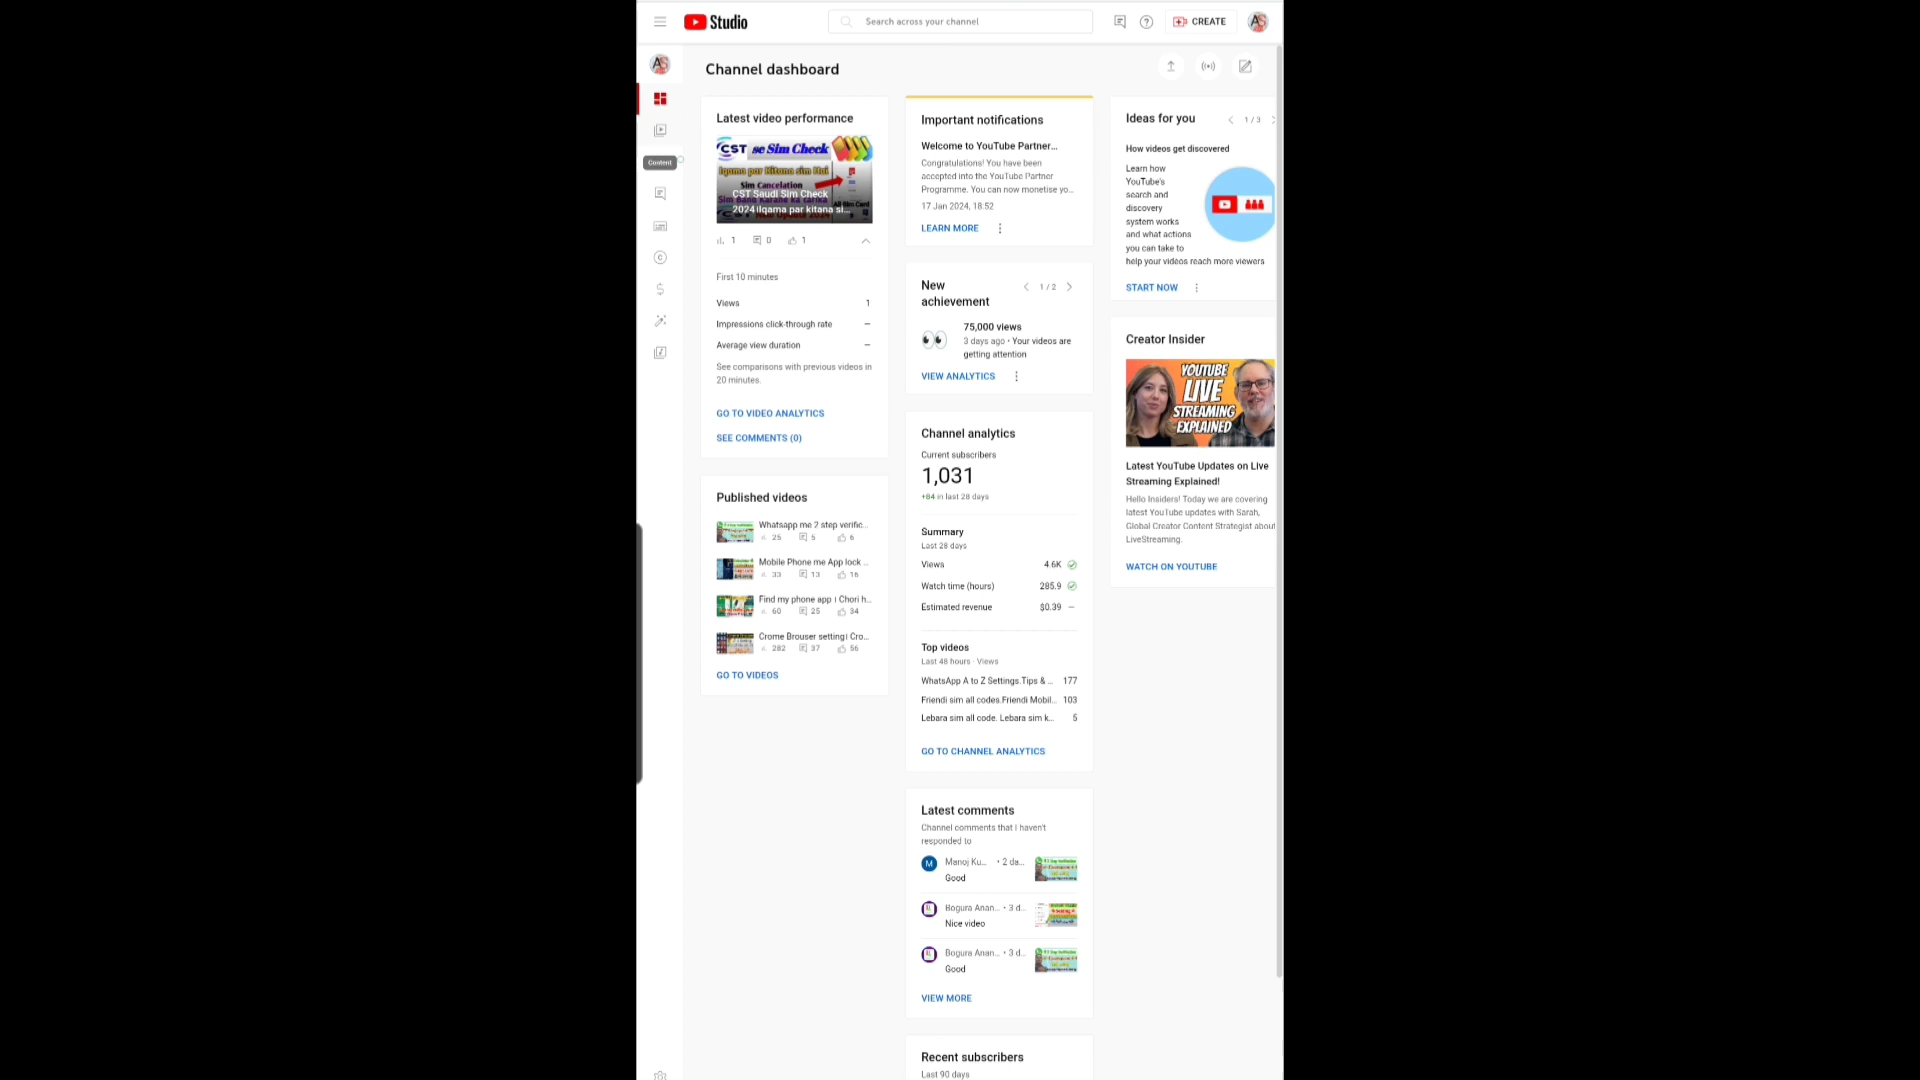 Studio
Search across your channel
CREATE
Channel dashboard
Content
Latest video performance
CST se Sim Check
Iqama par Kitana sim Hai
Sim Cancelation
CST Saudi Sim Check
2024।Iqama par kitana si...
1 0 1
First 10 minutes
Views 1
Impressions click-through rate –
Average view duration –
See comparisons with previous videos in
20 minutes.
GO TO VIDEO ANALYTICS
SEE COMMENTS (0)
Published videos
Whatsapp me 2 step verific...
25 5 6
Mobile Phone me App lock ...
33 13 16
Find my phone app । Chori h...
60 25 34
Crome Brouser setting। Cro...
282 37 56
GO TO VIDEOS
Important notifications
Welcome to YouTube Partner...
Congratulations! You have been
accepted into the YouTube Partner
Programme. You can now monetise yo...
17 Jan 2024, 18:52
LEARN MORE
New
achievement
1 / 2
75,000 views
3 days ago • Your videos are
getting attention
VIEW ANALYTICS
Channel analytics
Current subscribers
1,031
+84 in last 28 days
Summary
Last 28 days
Views 4.6K
Watch time (hours) 285.9
Estimated revenue $0.39 –
Top videos
Last 48 hours · Views
WhatsApp A to Z Settings.Tips & ... 177
Friendi sim all codes.Friendi Mobil... 103
Lebara sim all code. Lebara sim k... 5
GO TO CHANNEL ANALYTICS
Latest comments
Channel comments that I haven't
responded to
M
Manoj Ku... • 2 da...
Good
Bogura Anan... • 3 d...
Nice video
Bogura Anan... • 3 d...
Good
VIEW MORE
Recent subscribers
Last 90 days
Ideas for you
1 / 3
How videos get discovered
Learn how
YouTube's
search and
discovery
system works
and what actions
you can take to
help your videos reach more viewers
START NOW
Creator Insider
YOUTUBE
LIVE
STREAMING
EXPLAINED
Latest YouTube Updates on Live
Streaming Explained!
Hello Insiders! Today we are covering
latest YouTube updates with Sarah,
Global Creator Content Strategist about
LiveStreaming.
WATCH ON YOUTUBE